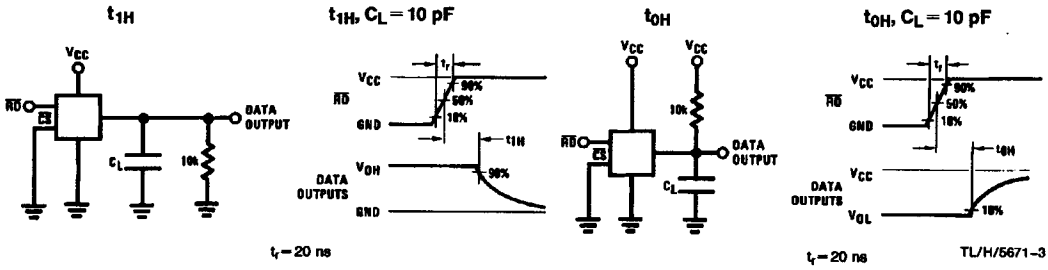 t1H
VCC
RD
CS
CL
10k
DATA
OUTPUT
t1H, CL = 10 pF
tr
VCC
90%
RD
50%
10%
GND
t1H
VOH
90%
DATA
OUTPUTS
GND
tr = 20 ns
t0H
VCC
VCC
10k
RD
CS
DATA
OUTPUT
CL
t0H, CL = 10 pF
tr
VCC
90%
RD
50%
10%
GND
t0H
VCC
DATA
OUTPUTS
VOL
10%
tr = 20 ns
TL/H/5671-3